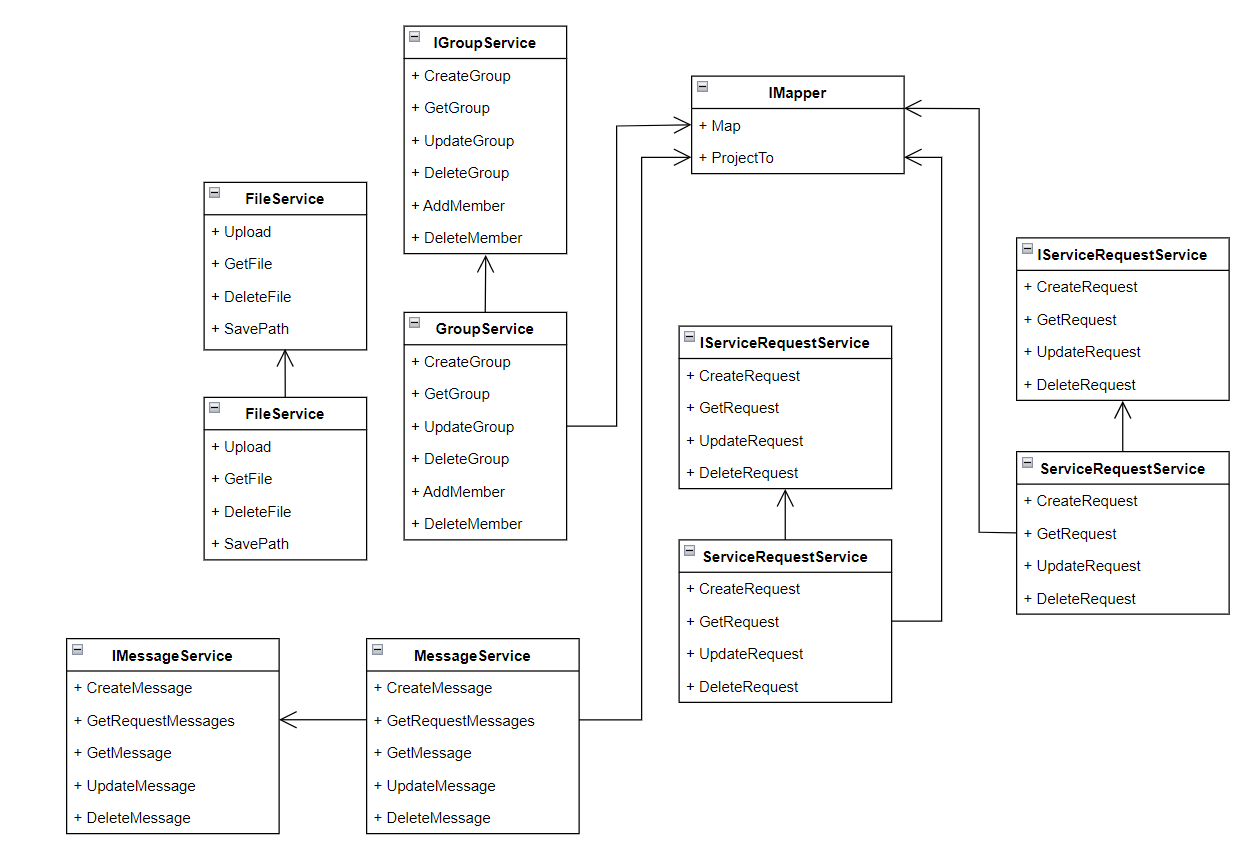 IGroupService
+ CreateGroup
+ GetGroup
+ UpdateGroup
+ DeleteGroup
+ AddMember
+ DeleteMember
IMapper
+ Map
+ ProjectTo
FileService
+ Upload
+ GetFile
+ DeleteFile
+ SavePath
IServiceRequestService
+ CreateRequest
+ GetRequest
+ UpdateRequest
+ DeleteRequest
GroupService
+ CreateGroup
+ GetGroup
+ UpdateGroup
+ DeleteGroup
+ AddMember
+ DeleteMember
IServiceRequestService
+ CreateRequest
+ GetRequest
+ UpdateRequest
+ DeleteRequest
FileService
+ Upload
+ GetFile
+ DeleteFile
+ SavePath
ServiceRequestService
+ CreateRequest
+ GetRequest
+ UpdateRequest
+ DeleteRequest
ServiceRequestService
+ CreateRequest
+ GetRequest
+ UpdateRequest
+ DeleteRequest
IMessageService
+ CreateMessage
+ GetRequestMessages
+ GetMessage
+ UpdateMessage
+ DeleteMessage
MessageService
+ CreateMessage
+ GetRequestMessages
+ GetMessage
+ UpdateMessage
+ DeleteMessage